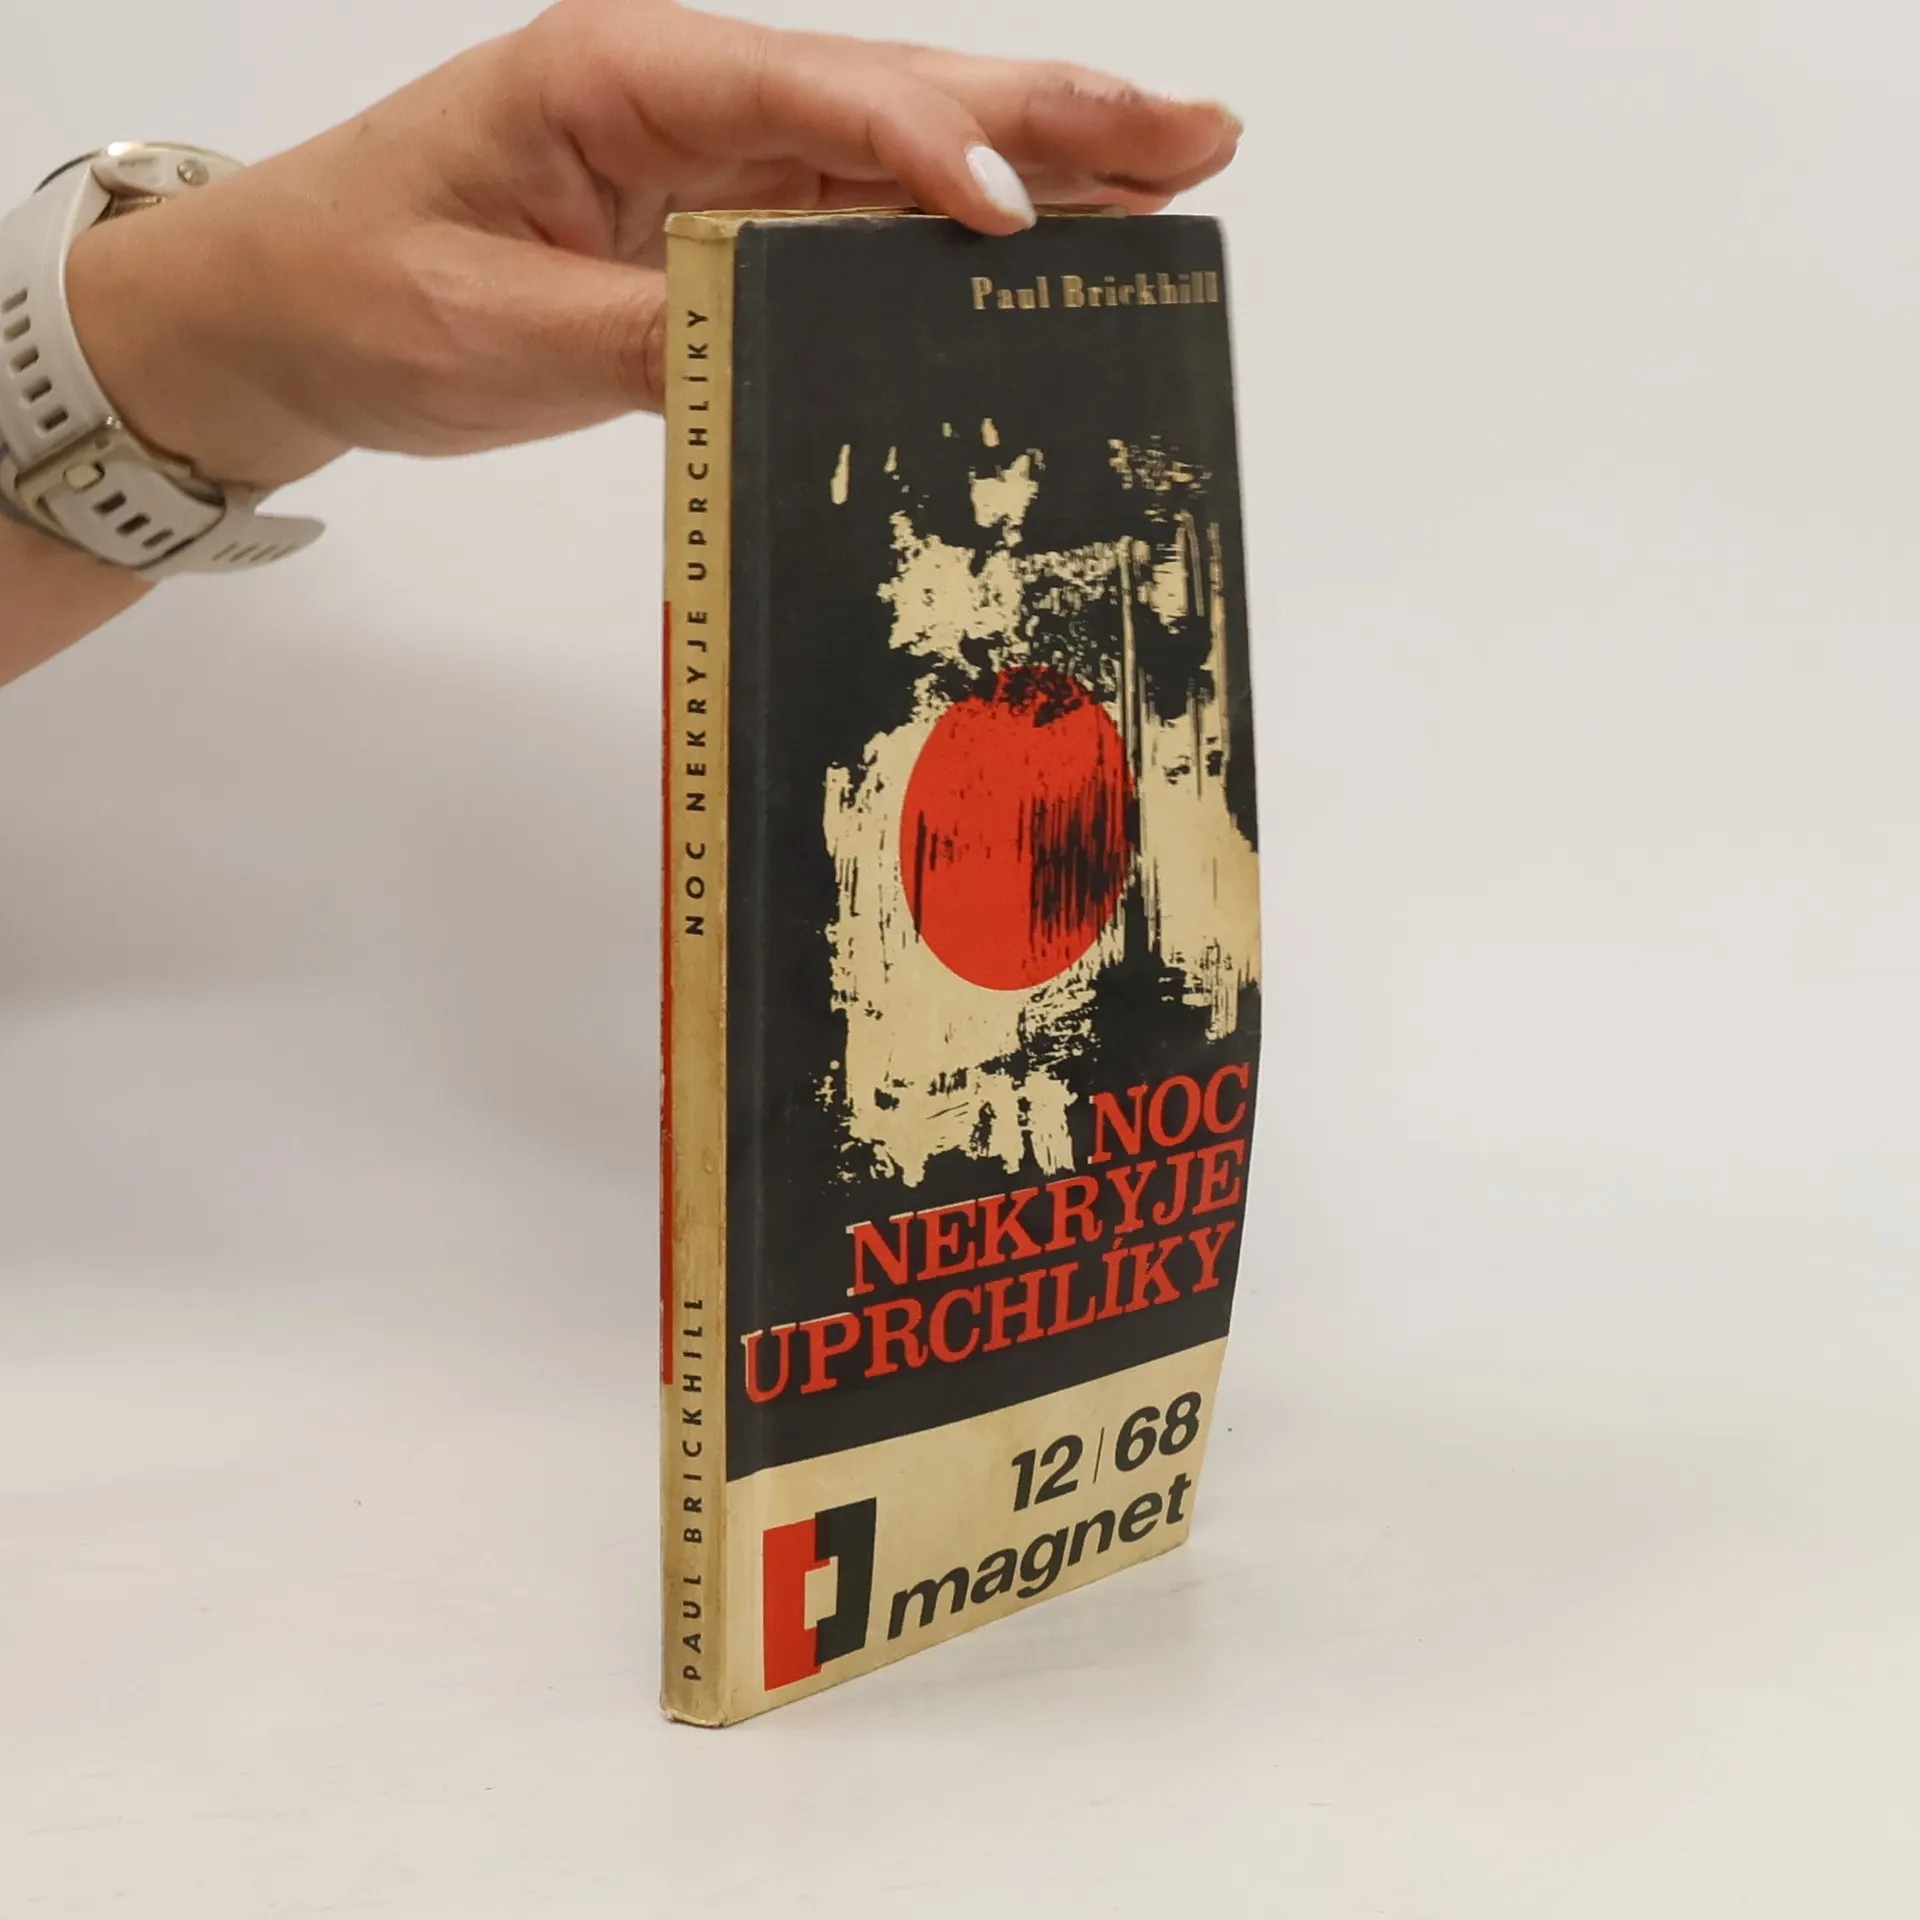 Paul Brickhill
NOC
NEKRYJE
UPRCHLÍKY
12/68
magnet
NOC NEKRYJE UPRCHLÍKY
PAUL BRICKHILL